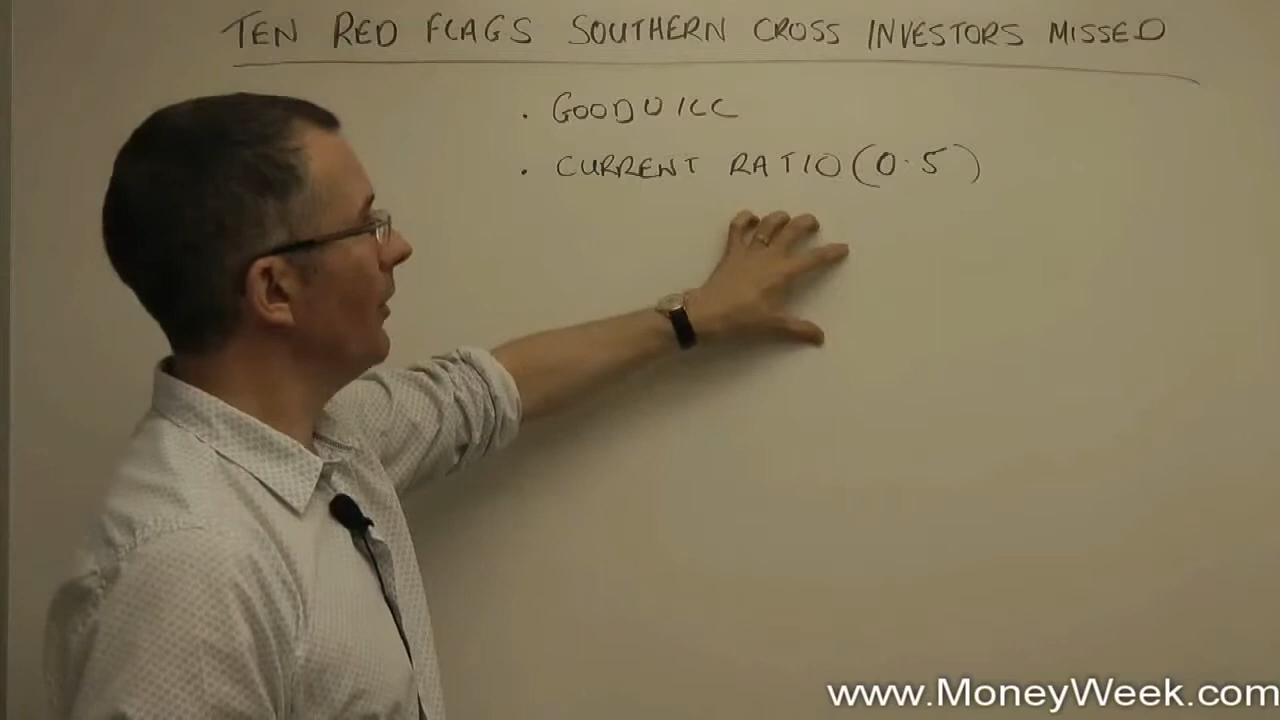 TEN RED FLAGS SOUTHERN CROSS INVESTORS MISSED
. GOODWILL
. CURRENT RATIO (0.5)
www.MoneyWeek.com